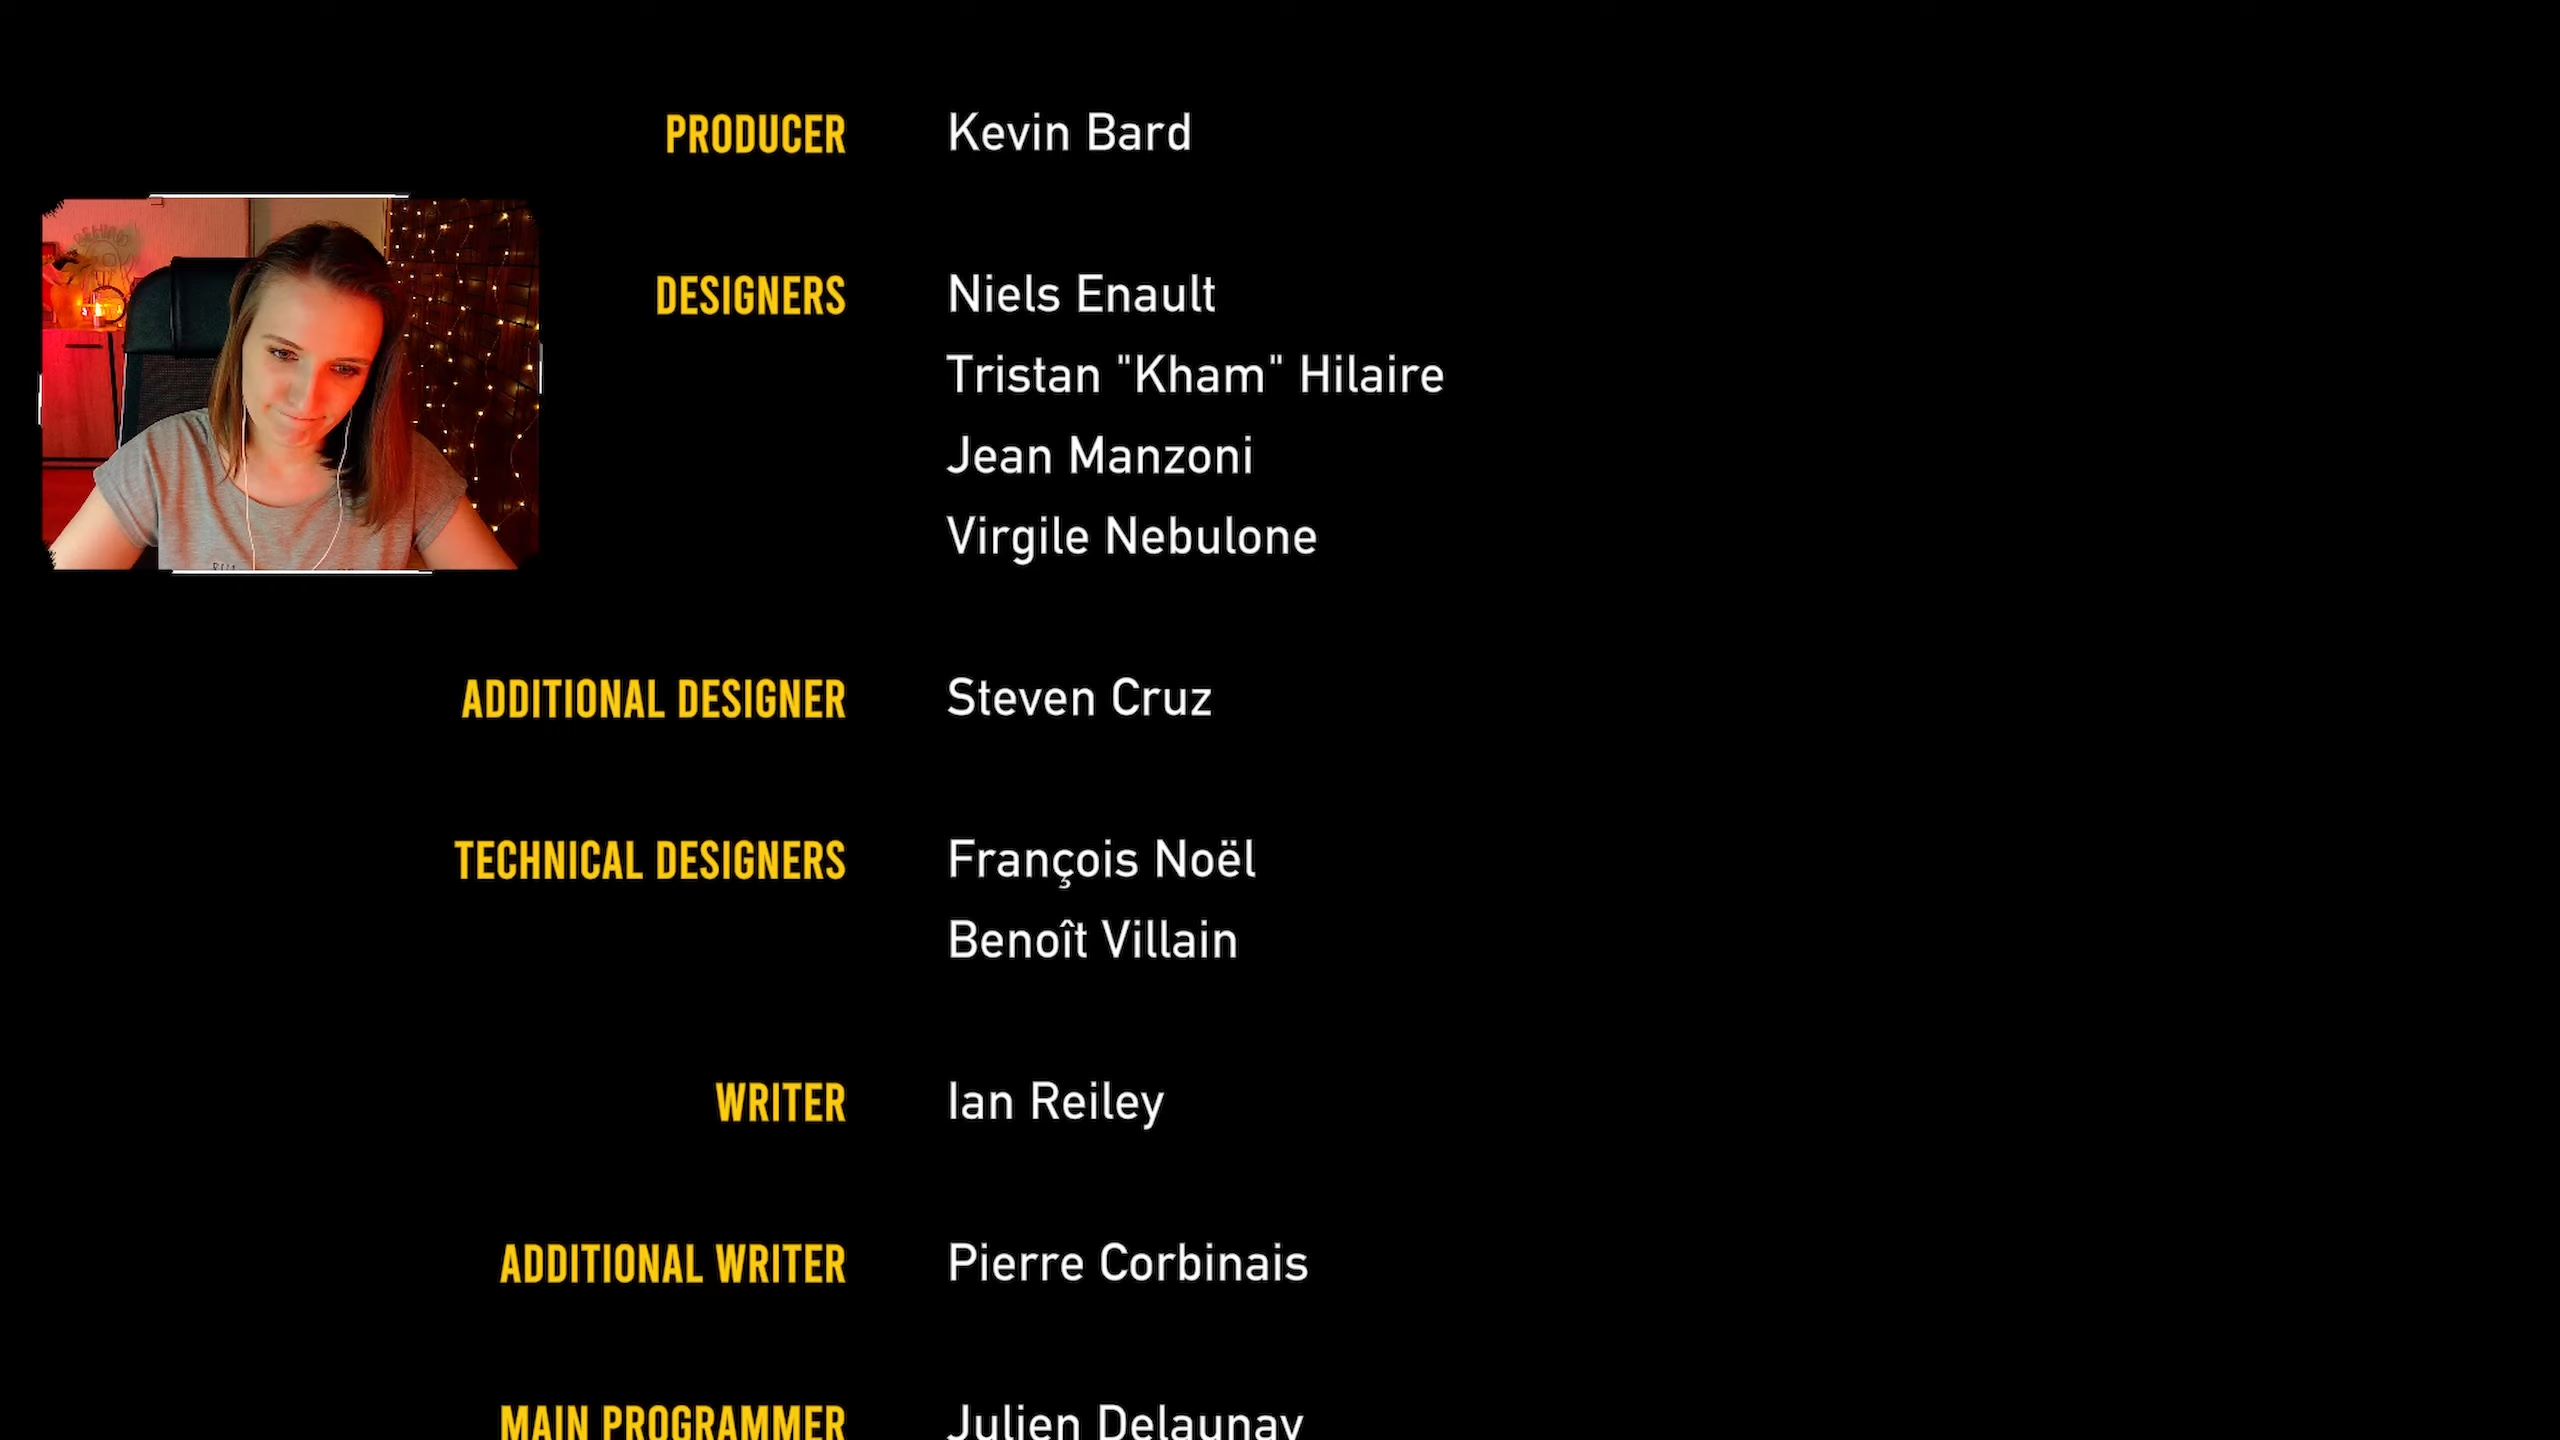 PRODUCER Kevin Bard
DESIGNERS Niels Enault
Tristan "Kham" Hilaire
Jean Manzoni
Virgile Nebulone
ADDITIONAL DESIGNER Steven Cruz
TECHNICAL DESIGNERS François Noël
Benoît Villain
WRITER Ian Reiley
ADDITIONAL WRITER Pierre Corbinais
MAIN PROGRAMMER Julien Delaunay